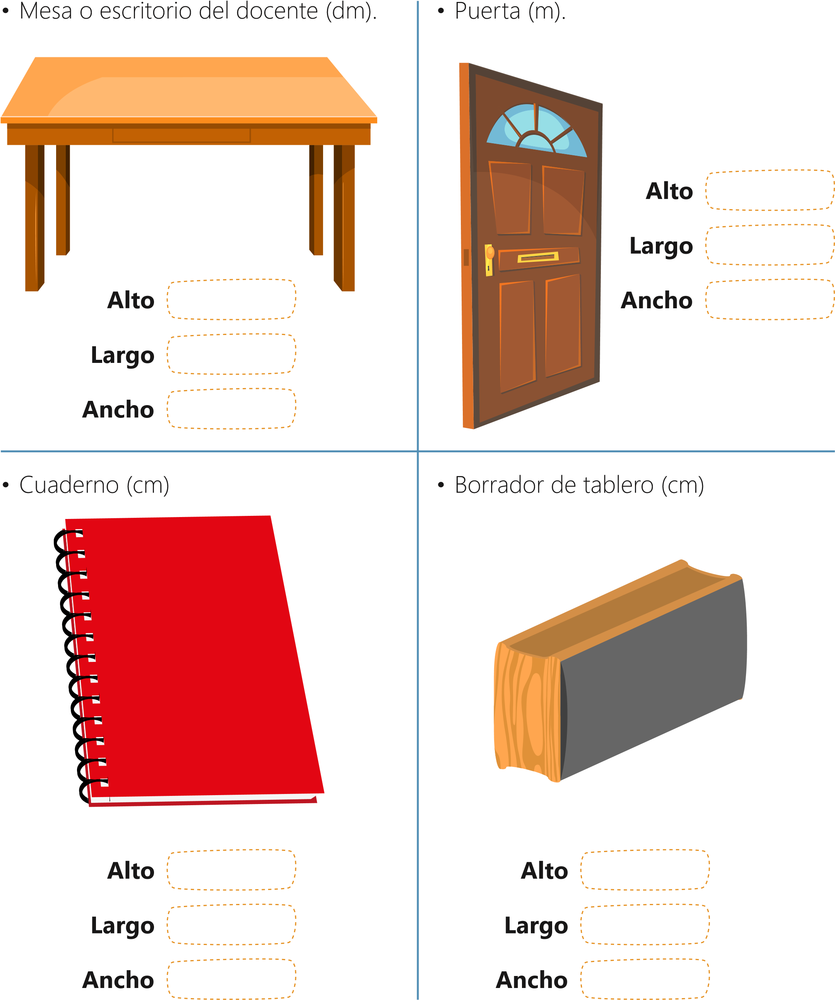 • Mesa o escritorio del docente (dm).
Alto
Largo
Ancho
• Puerta (m).
Alto
Largo
Ancho
• Cuaderno (cm)
Alto
Largo
Ancho
• Borrador de tablero (cm)
Alto
Largo
Ancho